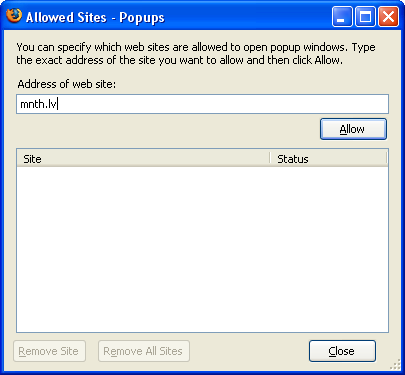 Allowed Sites - Popups
You can specify which web sites are allowed to open popup windows. Type
the exact address of the site you want to allow and then click Allow.
Address of web site:
mnth.lv
Allow
Site Status
Remove Site Remove All Sites Close